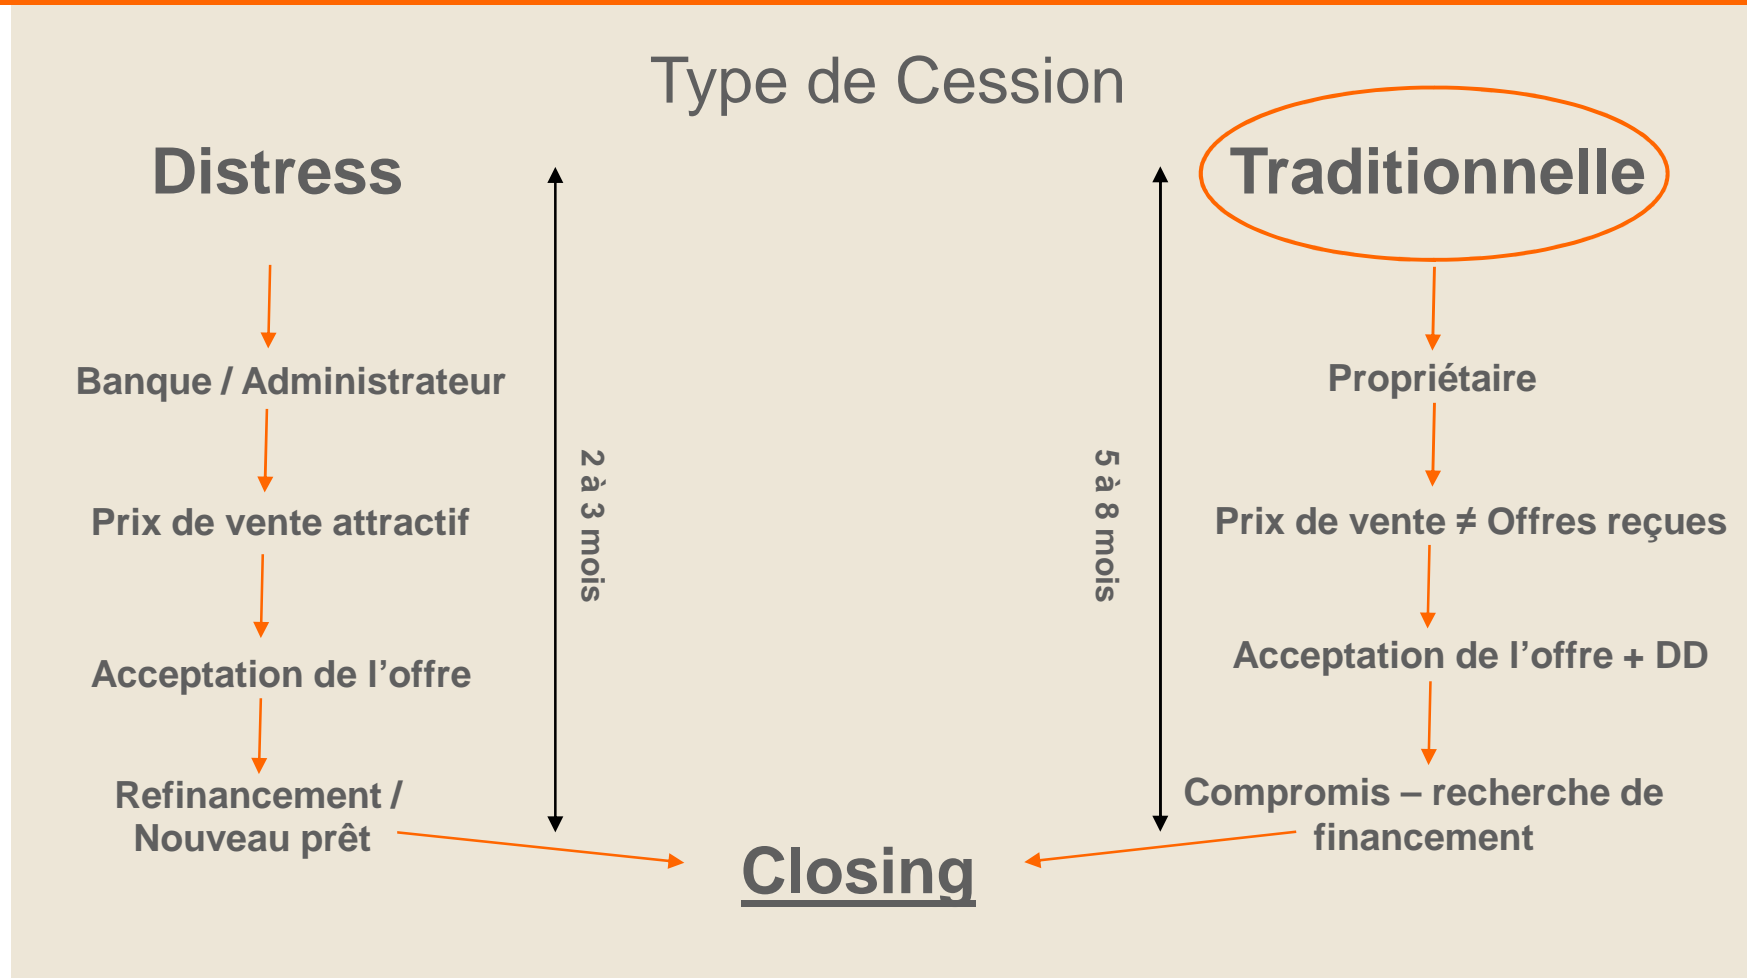 Type de Cession
Distress
Banque / Administrateur
Prix de vente attractif
Acceptation de l’offre
Refinancement /
Nouveau prêt
2 à 3 mois
5 à 8 mois
Traditionnelle
Propriétaire
Prix de vente ≠ Offres reçues
Acceptation de l’offre + DD
Compromis – recherche de
financement
Closing